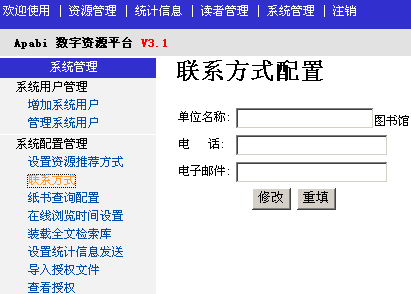 欢迎使用 | 资源管理 | 统计信息 | 读者管理 | 系统管理 | 注销
Apabi 数字资源平台 V3.1
系统管理
系统用户管理
增加系统用户
管理系统用户
系统配置管理
设置资源推荐方式
联系方式
纸书查询配置
在线浏览时间设置
装载全文检索库
设置统计信息发送
导入授权文件
查看授权
联系方式配置
单位名称: 图书馆
电 话:
电子邮件:
修改 重填